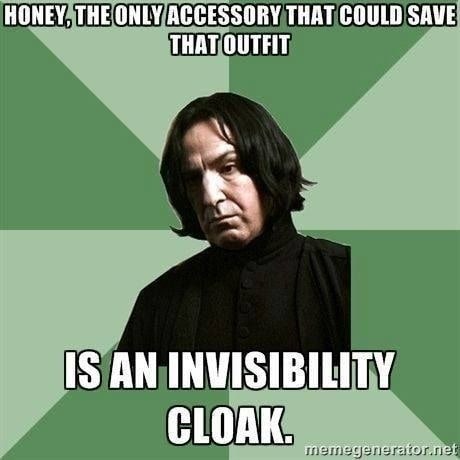 HONEY, THE ONLY ACCESSORY THAT COULD SAVE
THAT OUTFIT
IS AN INVISIBILITY
CLOAK.
memegenerator.net